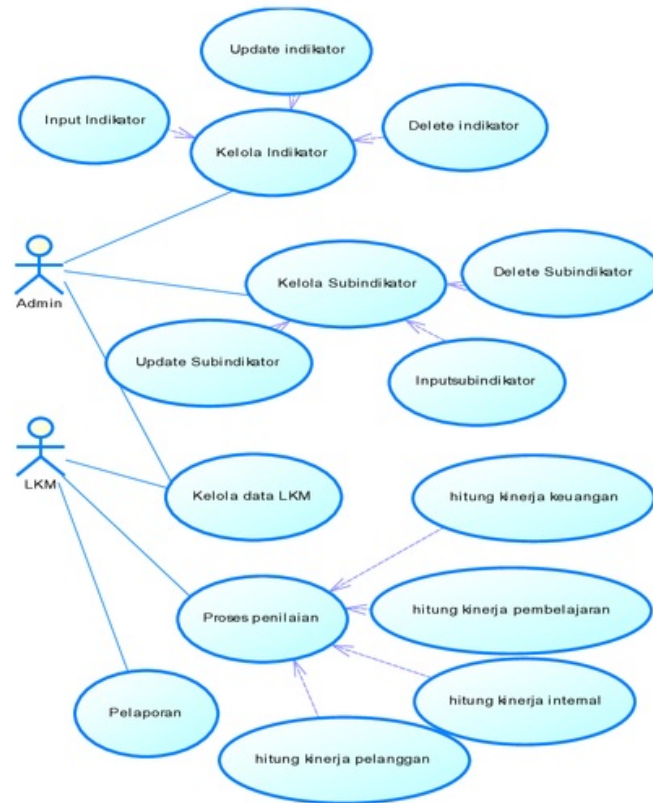 Update indikator
Input Indikator
Delete indikator
Kelola Indikator
Admin
Kelola Subindikator
Delete Subindikator
Update Subindikator
Inputsubindikator
LKM
Kelola data LKM
hitung kinerja keuangan
Proses penilaian
hitung kinerja pembelajaran
hitung kinerja internal
Pelaporan
hitung kinerja pelanggan